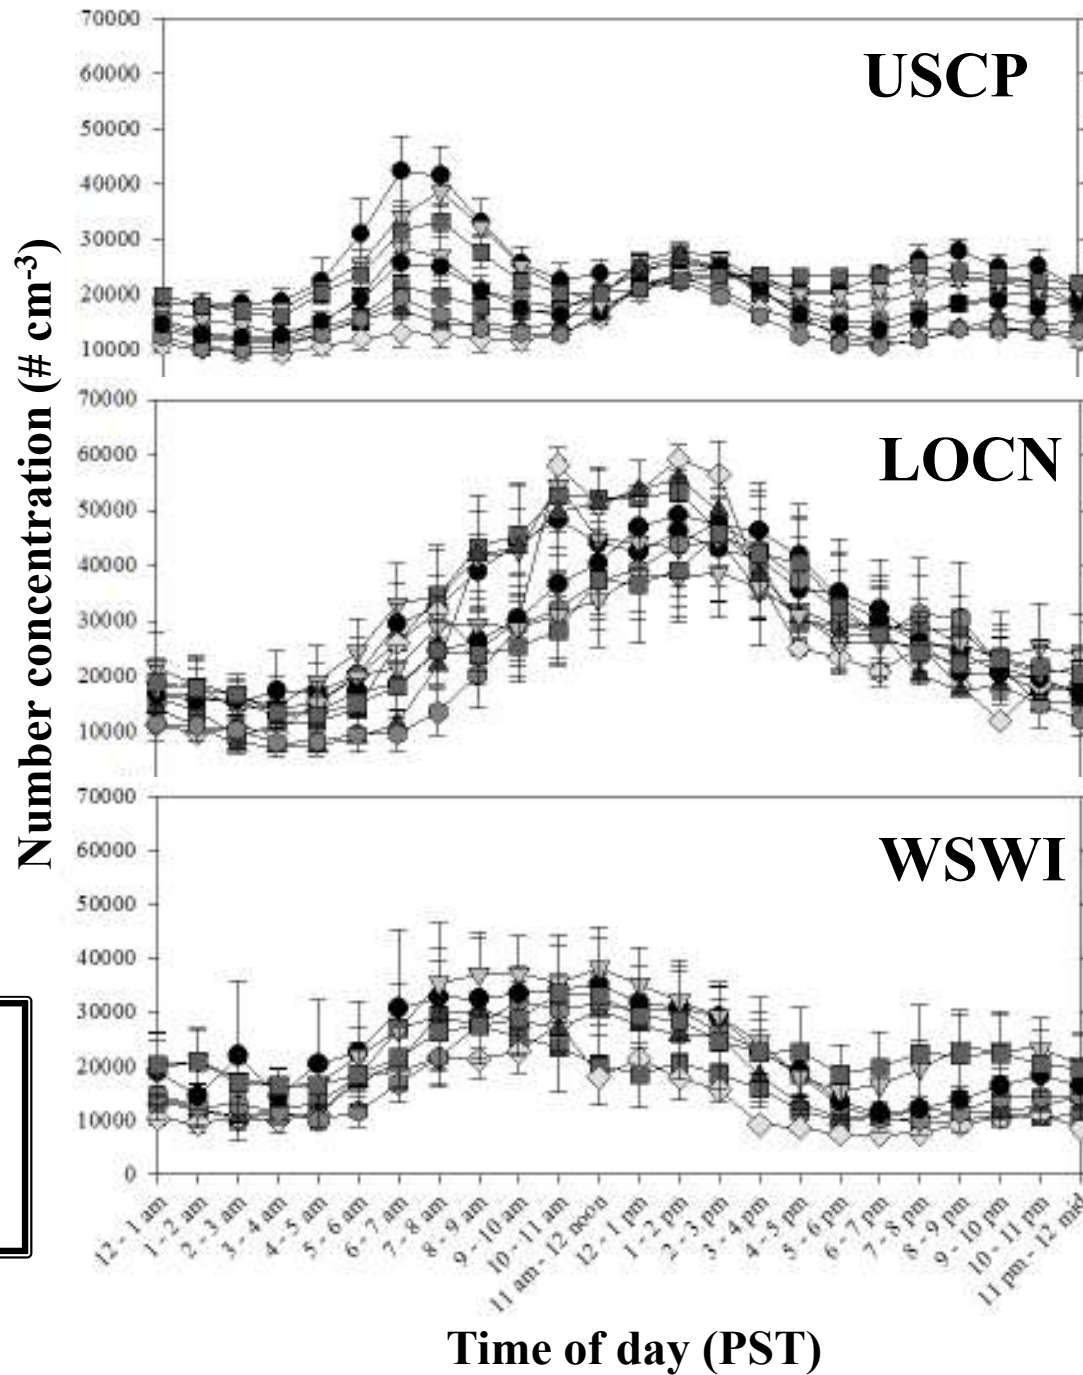 Number concentration (# cm-3)
70000
60000
50000
40000
30000
20000
10000
USCP
70000
60000
50000
40000
30000
20000
10000
LOCN
70000
60000
50000
40000
30000
20000
10000
0
WSWI
12 - 1 am
1 - 2 am
2 - 3 am
3 - 4 am
4 - 5 am
5 - 6 am
6 - 7 am
7 - 8 am
8 - 9 am
9 - 10 am
10 - 11 am
11 am - 12 noon
12 - 1 pm
1 - 2 pm
2 - 3 pm
3 - 4 pm
4 - 5 pm
5 - 6 pm
6 - 7 pm
7 - 8 pm
8 - 9 pm
9 - 10 pm
10 - 11 pm
11 pm - 12 mid
Time of day (PST)